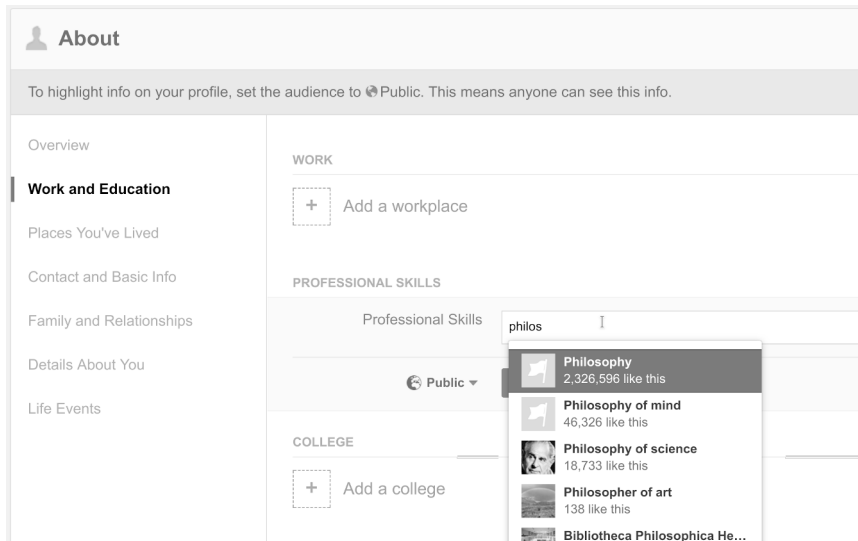 About
To highlight info on your profile, set the audience to Public. This means anyone can see this info.
Overview
Work and Education
Places You've Lived
Contact and Basic Info
Family and Relationships
Details About You
Life Events
WORK
+ Add a workplace
PROFESSIONAL SKILLS
Professional Skills
philos
Public
Philosophy
2,326,596 like this
Philosophy of mind
46,326 like this
Philosophy of science
18,733 like this
Philosopher of art
138 like this
Bibliotheca Philosophica He...
COLLEGE
+ Add a college